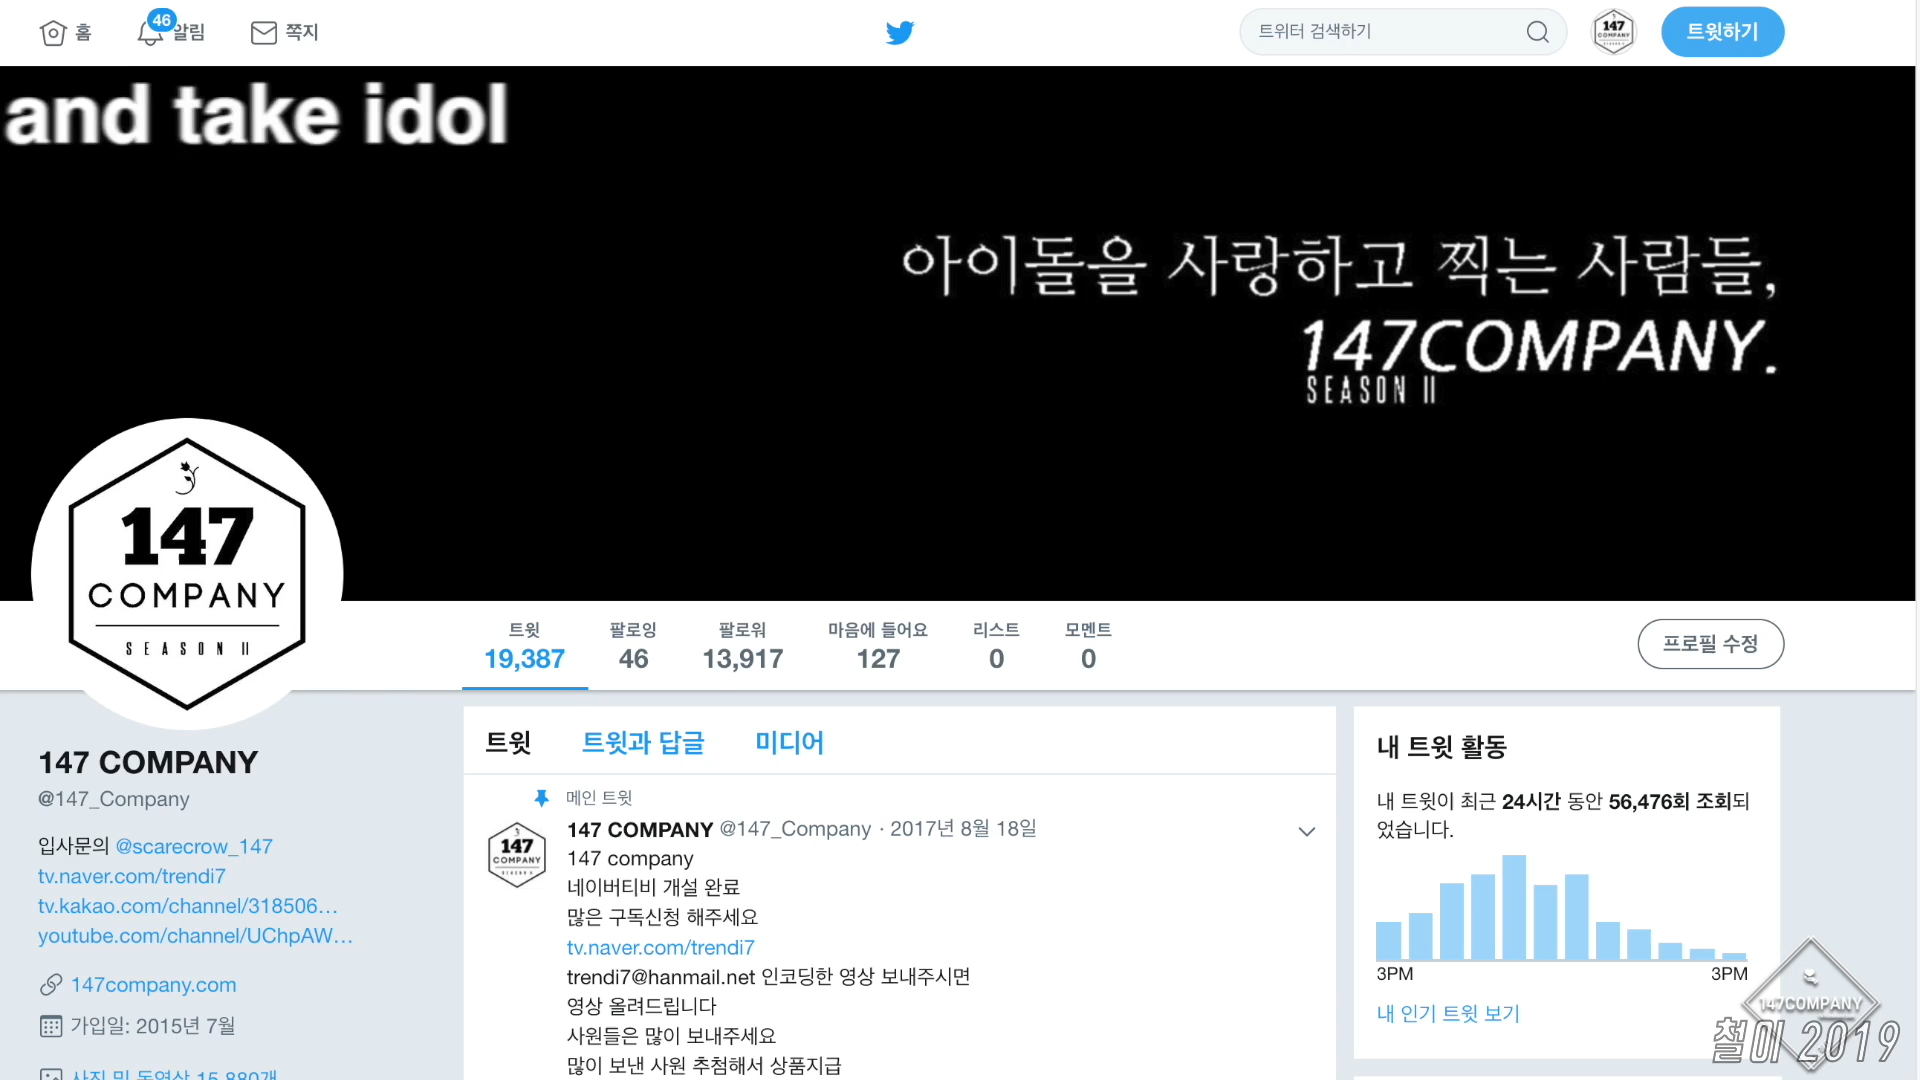 홈
46
알림
쪽지
트위터 검색하기
147
COMPANY
트윗하기
and take idol
아이돌을 사랑하고 찍는 사람들,
147COMPANY.
SEASON II
147
COMPANY
SEASON II
트윗
19,387
팔로잉
46
팔로워
13,917
마음에 들어요
127
리스트
0
모멘트
0
프로필 수정
147 COMPANY
@147_Company
입사문의 @scarecrow_147
tv.naver.com/trendi7
tv.kakao.com/channel/318506…
youtube.com/channel/UChpAW…
147company.com
가입일: 2015년 7월
사진 및 동영상 15,880개
트윗 트윗과 답글 미디어
메인 트윗
147
COMPANY
147 COMPANY @147_Company · 2017년 8월 18일
147 company
네이버티비 개설 완료
많은 구독신청 해주세요
tv.naver.com/trendi7
trendi7@hanmail.net 인코딩한 영상 보내주시면
영상 올려드립니다
사원들은 많이 보내주세요
많이 보낸 사원 추첨해서 상품지급
내 트윗 활동
내 트윗이 최근 24시간 동안 56,476회 조회되
었습니다.
3PM 3PM
내 인기 트윗 보기
147COMPANY
철이 2019